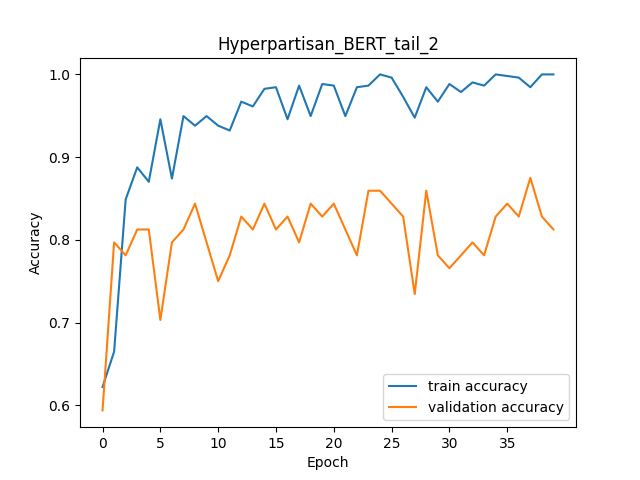 Hyperpartisan_BERT_tail_2
Accuracy
1.0
0.9
0.8
0.7
0.6
train accuracy
validation accuracy
0 5 10 15 20 25 30 35
Epoch